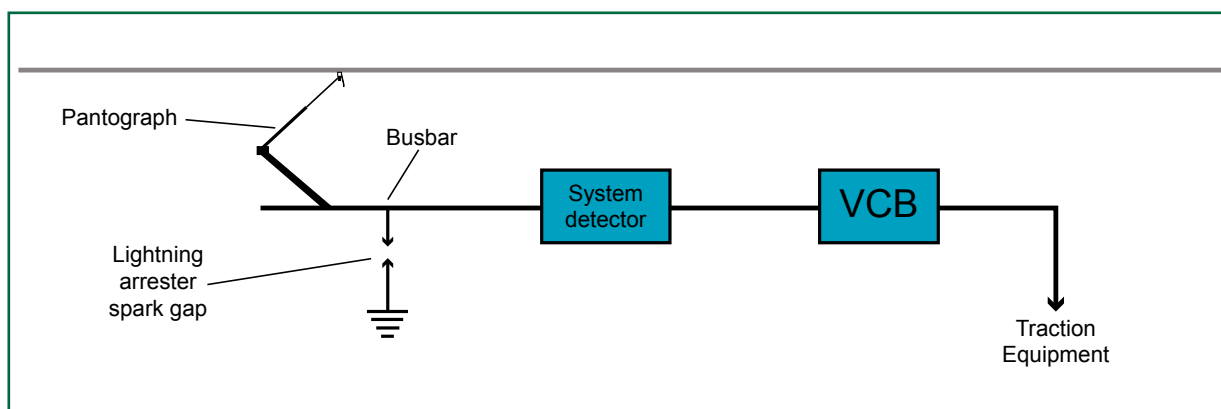 Pantograph
Busbar
System
detector
VCB
Lightning
arrester
spark gap
Traction
Equipment